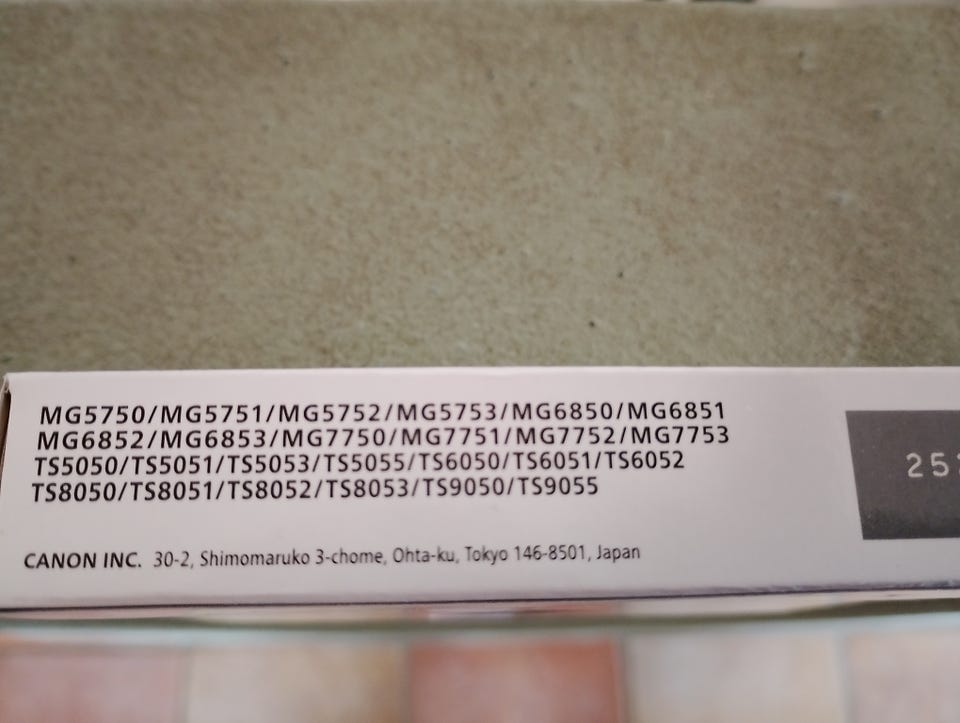 MG5750/MG5751/MG5752/MG5753/MG6850/MG6851
MG6852/MG6853/MG7750/MG7751/MG7752/MG7753
TS5050/TS5051/TS5053/TS5055/TS6050/TS6051/TS6052
TS8050/TS8051/TS8052/TS8053/TS9050/TS9055
CANON INC. 30-2, Shimomaruko 3-chome, Ohta-ku, Tokyo 146-8501, Japan